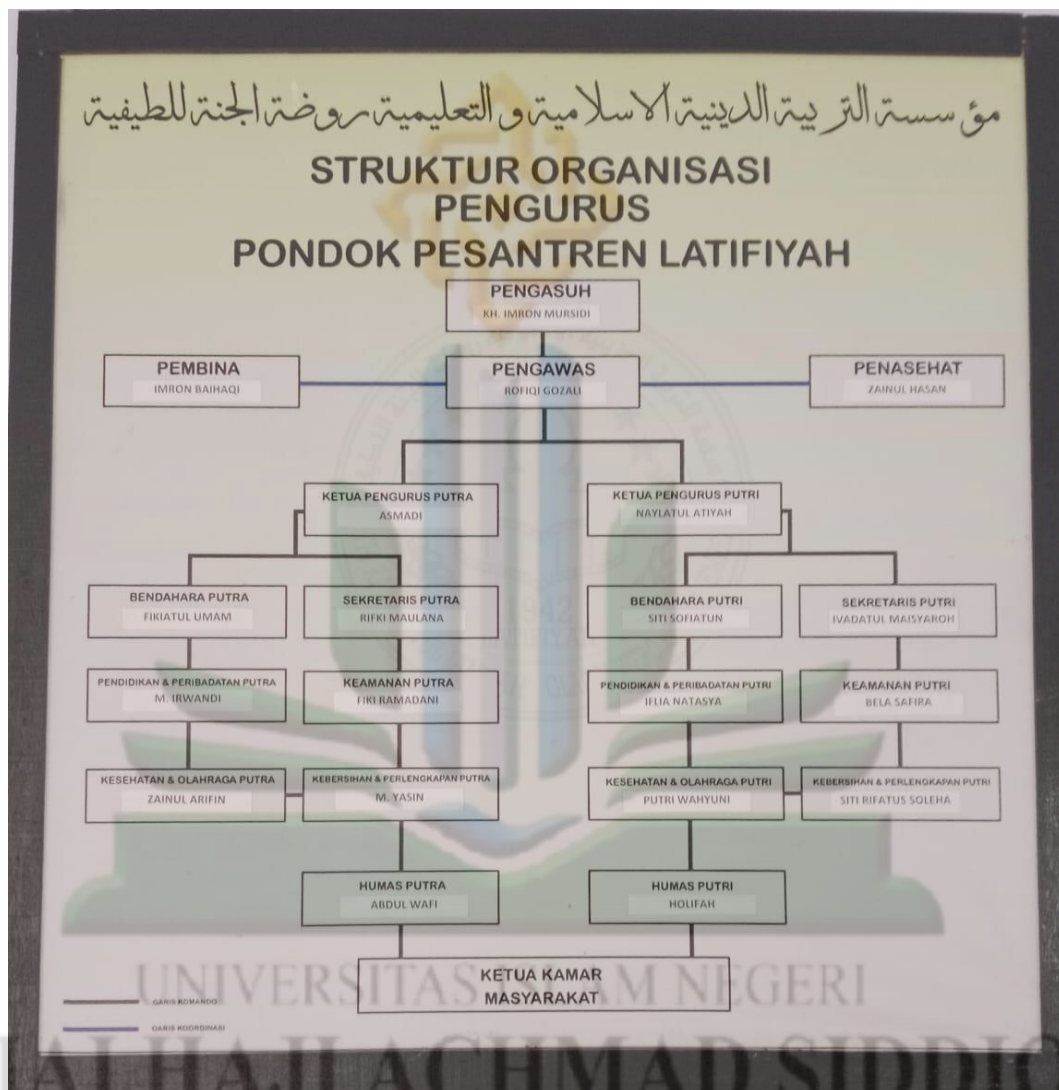 مؤسسة التربية الدينية الاسلامية و التعليمية روضة الجنة للطيفية
STRUKTUR ORGANISASI
PENGURUS
PONDOK PESANTREN LATIFIYAH
PENGASUH
KH. IMRON MURSIDI
PEMBINA
IMRON BAIHAQI
PENGAWAS
ROFIQI GOZALI
PENASEHAT
ZAINUL HASAN
KETUA PENGURUS PUTRA
ASMADI
KETUA PENGURUS PUTRI
NAYLATUL ATIYAH
BENDAHARA PUTRA
FIKIATUL UMAM
SEKRETARIS PUTRA
RIFKI MAULANA
BENDAHARA PUTRI
SITI SOFIATUN
SEKRETARIS PUTRI
IVADATUL MAISYAROH
PENDIDIKAN & PERIBADATAN PUTRA
M. IRWANDI
KEAMANAN PUTRA
FIKI RAMADANI
PENDIDIKAN & PERIBADATAN PUTRI
IFLIA NATASYA
KEAMANAN PUTRI
BELA SAFIRA
KESEHATAN & OLAHRAGA PUTRA
ZAINUL ARIFIN
KEBERSIHAN & PERLENGKAPAN PUTRA
M. YASIN
KESEHATAN & OLAHRAGA PUTRI
PUTRI WAHYUNI
KEBERSIHAN & PERLENGKAPAN PUTRI
SITI RIFATUS SOLEHA
HUMAS PUTRA
ABDUL WAFI
HUMAS PUTRI
HOLIFAH
KETUA KAMAR
MASYARAKAT
GARIS KOMANDO
GARIS KOORDINASI
1942
UNIVERSITAS ISLAM NEGERI
HAJI ACHMAD